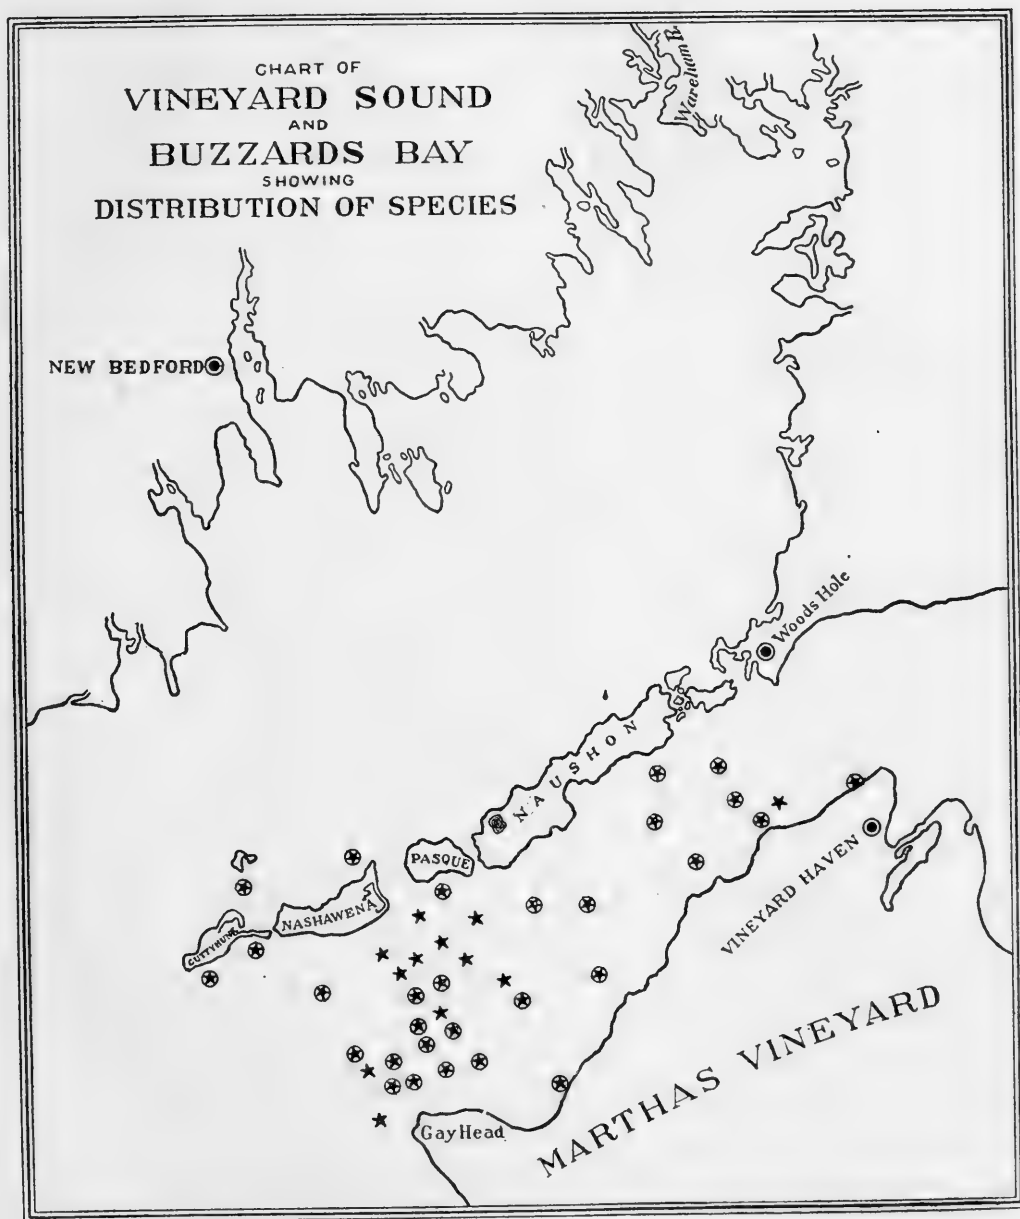 CHART OF
VINEYARD SOUND
AND
BUZZARDS BAY
SHOWING
DISTRIBUTION OF SPECIES
Wareham R.
NEW BEDFORD
Woods Hole
NAUSHON
PASQUE
NASHAWENA
CUTTYHUNK
VINEYARD HAVEN
MARTHAS VINEYARD
Gay Head